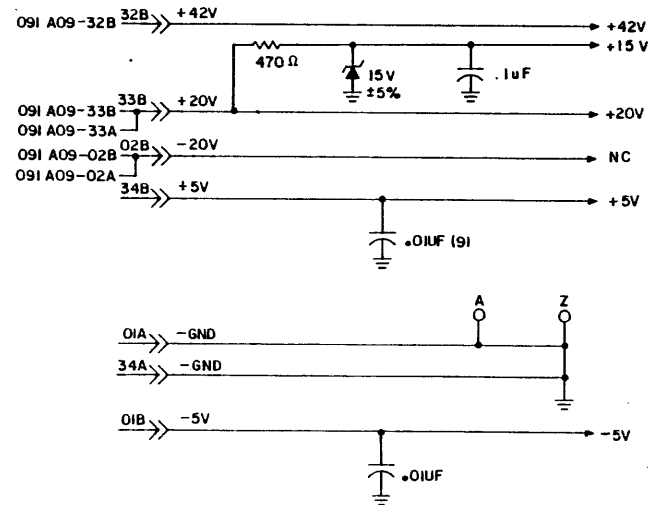 091 A09-32B 32B +42V +42V
+15 V
470 Ω 15V ±5% .1uF
091 A09-33B 33B +20V +20V
091 A09-33A
091 A09-02B 02B -20V NC
091 A09-02A
34B +5V +5V
.01UF (9)
A Z
01A -GND
34A -GND
01B -5V -5V
.01UF